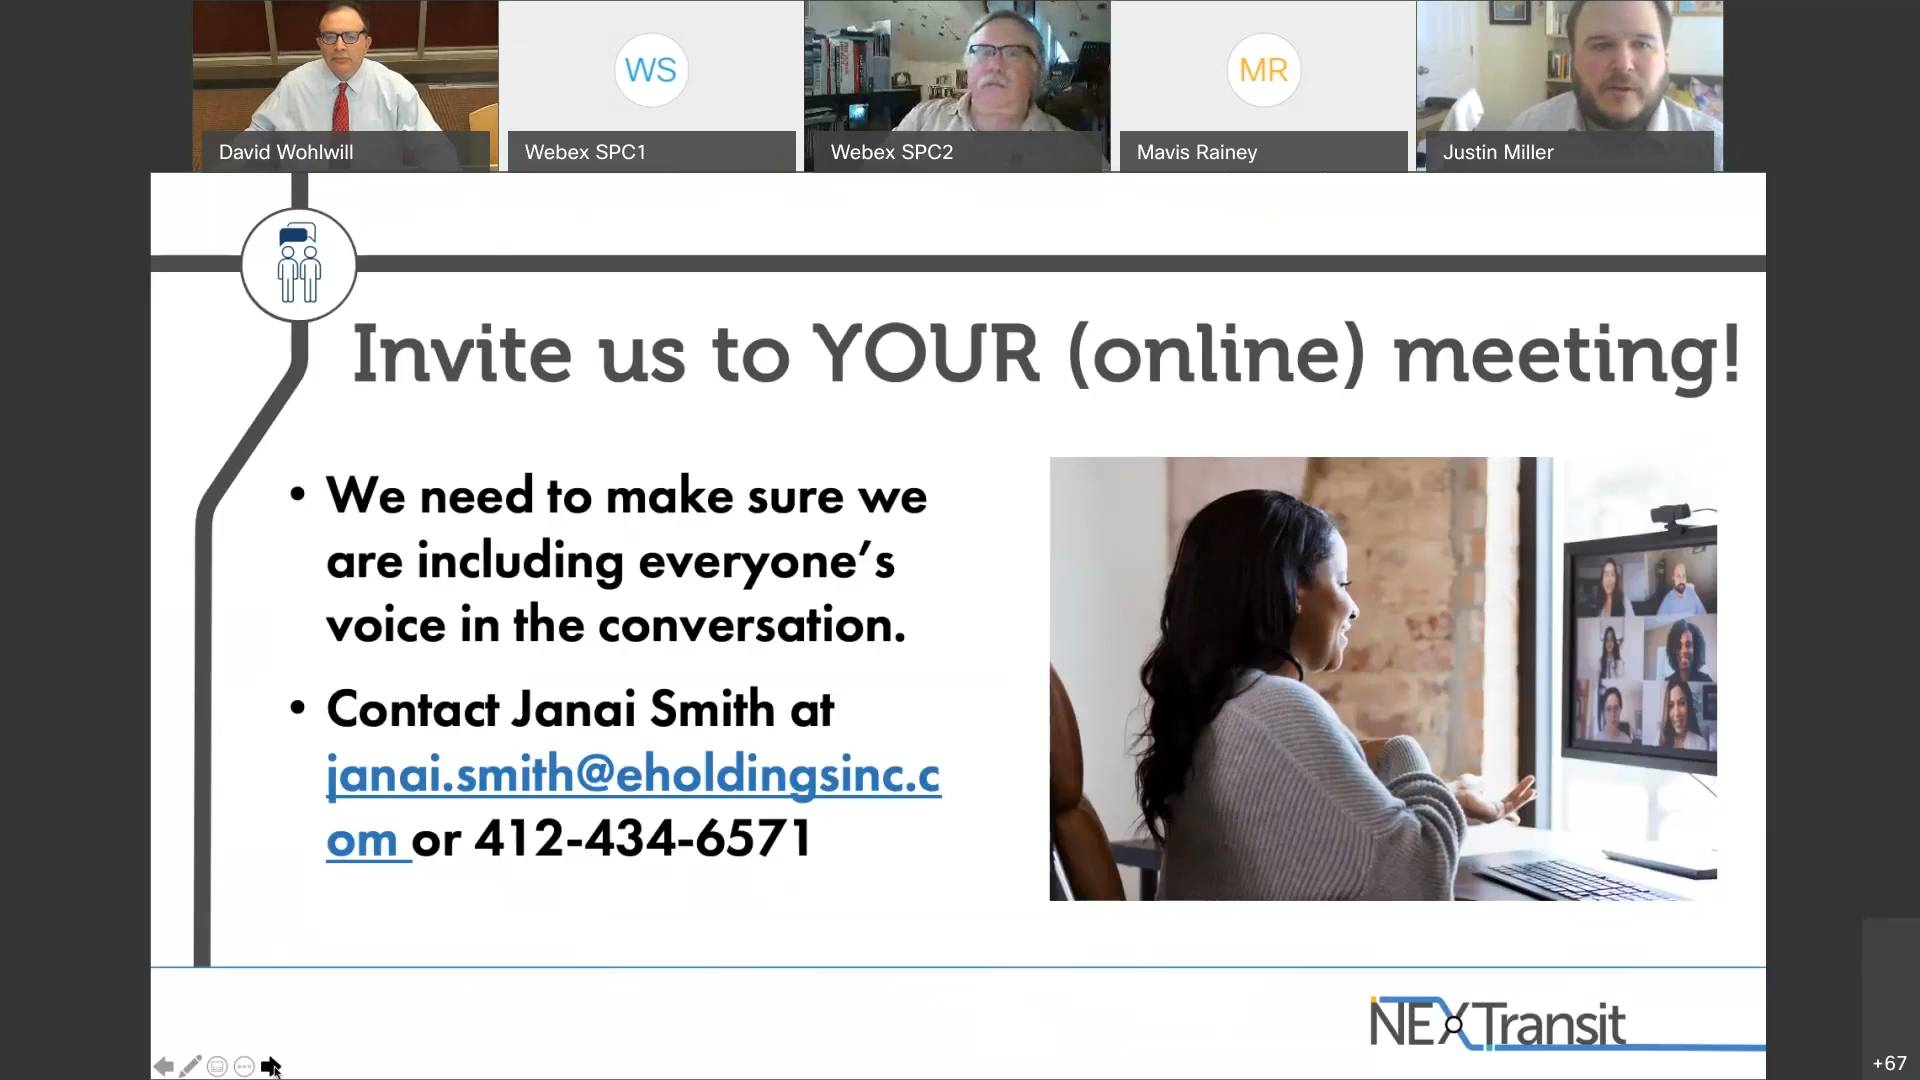 WS
MR
David Wohlwill
Webex SPC1
Webex SPC2
Mavis Rainey
Justin Miller
Invite us to YOUR (online) meeting!
• We need to make sure we
are including everyone’s
voice in the conversation.
• Contact Janai Smith at
janai.smith@eholdingsinc.c
om or 412-434-6571
NEXTransit
+67